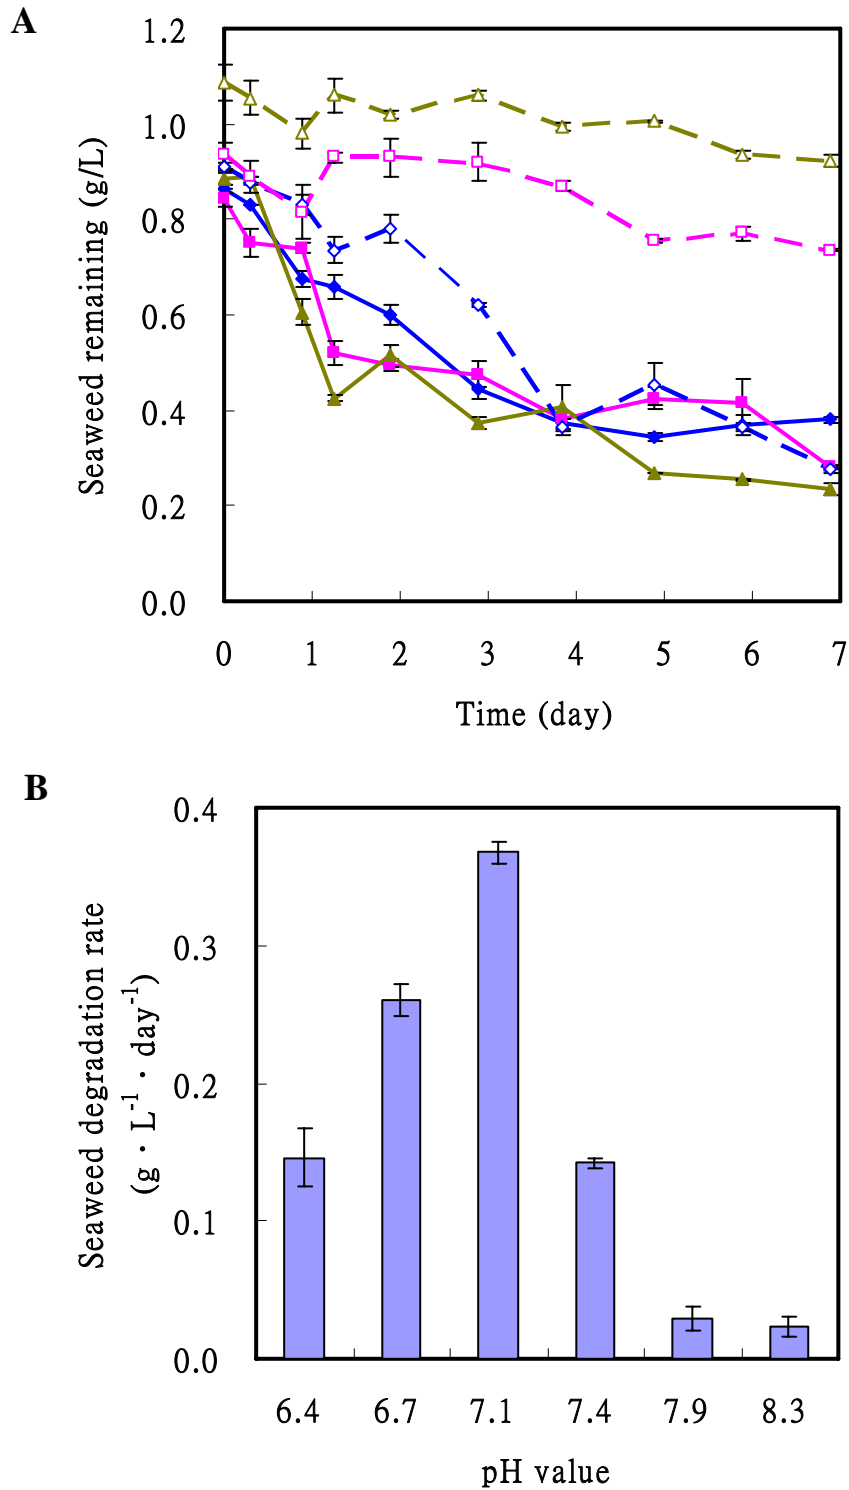 A
Seaweed remaining (g/L)
1.2
1.0
0.8
0.6
0.4
0.2
0.0
0 1 2 3 4 5 6 7
Time (day)
B
Seaweed degradation rate
(g · L⁻¹ · day⁻¹)
0.4
0.3
0.2
0.1
0.0
6.4 6.7 7.1 7.4 7.9 8.3
pH value